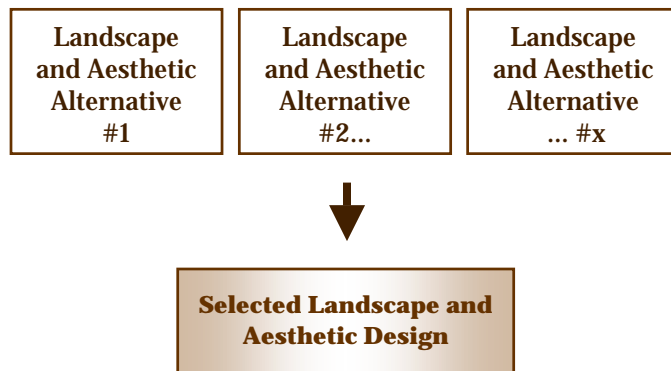 Landscape
and Aesthetic
Alternative
#1
Landscape
and Aesthetic
Alternative
#2...
Landscape
and Aesthetic
Alternative
... #x
Selected Landscape and
Aesthetic Design